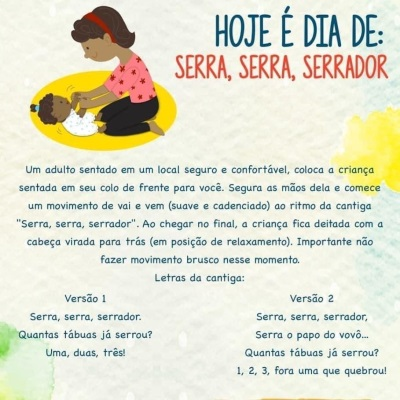 HOJE É DIA DE:
SERRA, SERRA, SERRADOR
Um adulto sentado em um local seguro e confortável, coloca a criança
sentada em seu colo de frente para você. Segura as mãos dela e comece
um movimento de vai e vem (suave e cadenciado) ao ritmo da cantiga
"Serra, serra, serrador". Ao chegar no final, a criança fica deitada com a
cabeça virada para trás (em posição de relaxamento). Importante não
fazer movimento brusco nesse momento.
Letras da cantiga:
Versão 1
Serra, serra, serrador.
Quantas tábuas já serrou?
Uma, duas, três!
Versão 2
Serra, serra, serrador,
Serra o papo do vovô...
Quantas tábuas já serrou?
1, 2, 3, fora uma que quebrou!